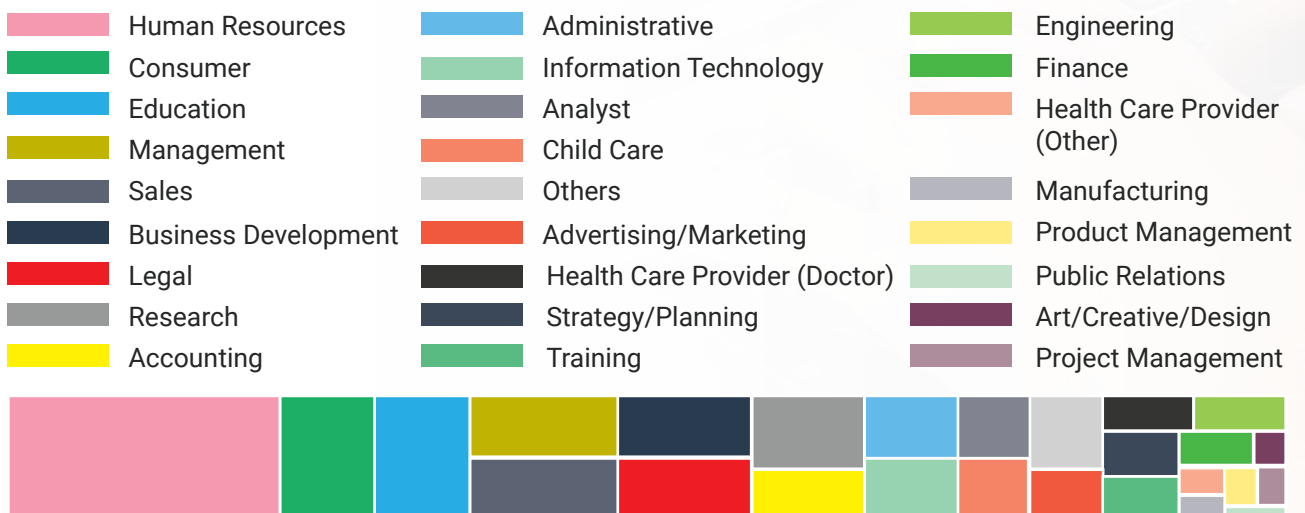 Human Resources
Consumer
Education
Management
Sales
Business Development
Legal
Research
Accounting
Administrative
Information Technology
Analyst
Child Care
Others
Advertising/Marketing
Health Care Provider (Doctor)
Strategy/Planning
Training
Engineering
Finance
Health Care Provider
(Other)
Manufacturing
Product Management
Public Relations
Art/Creative/Design
Project Management